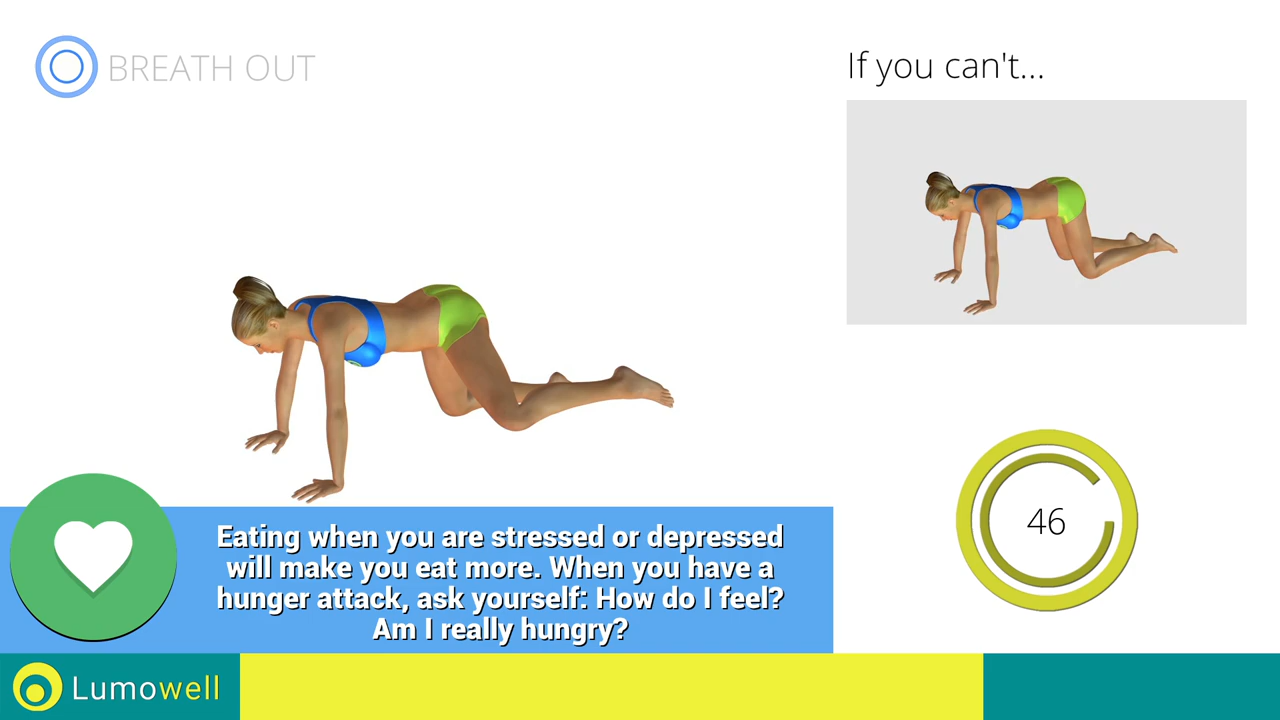 BREATH OUT
If you can't...
46
Eating when you are stressed or depressed
will make you eat more. When you have a
hunger attack, ask yourself: How do I feel?
Am I really hungry?
Lumowell